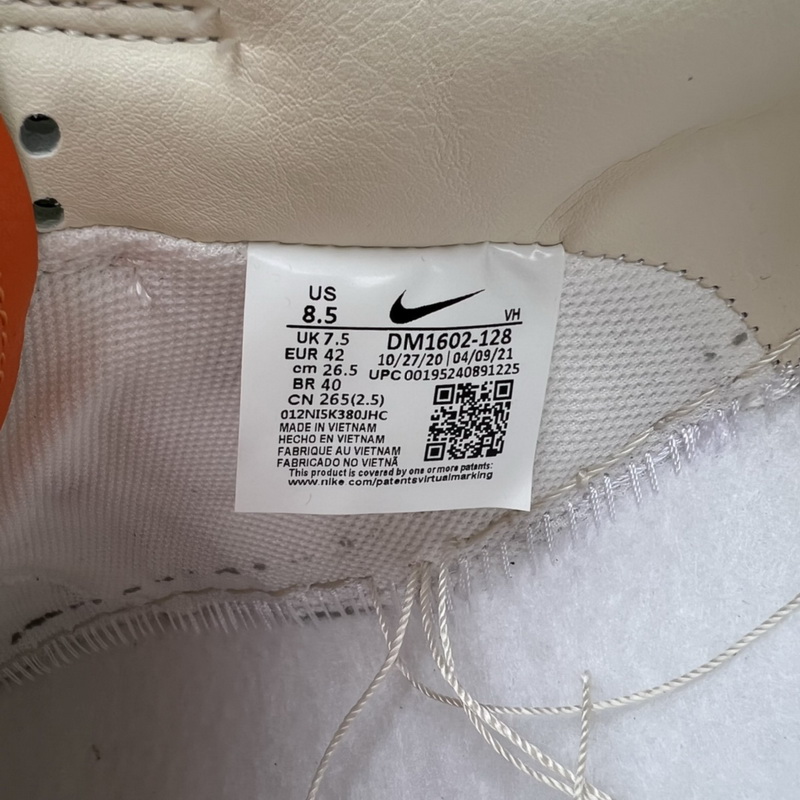 US
8.5
VH
UK 7.5
EUR 42
cm 26.5
BR 40
CN 265(2.5)
DM1602-128
10/27/20 | 04/09/21
UPC 00195240891225
012NI5K380JHC
MADE IN VIETNAM
HECHO EN VIETNAM
FABRIQUE AU VIETNAM
FABRICADO NO VIETNÃ
This product is covered by one or more patents:
www.nike.com/patentsvirtualmarking